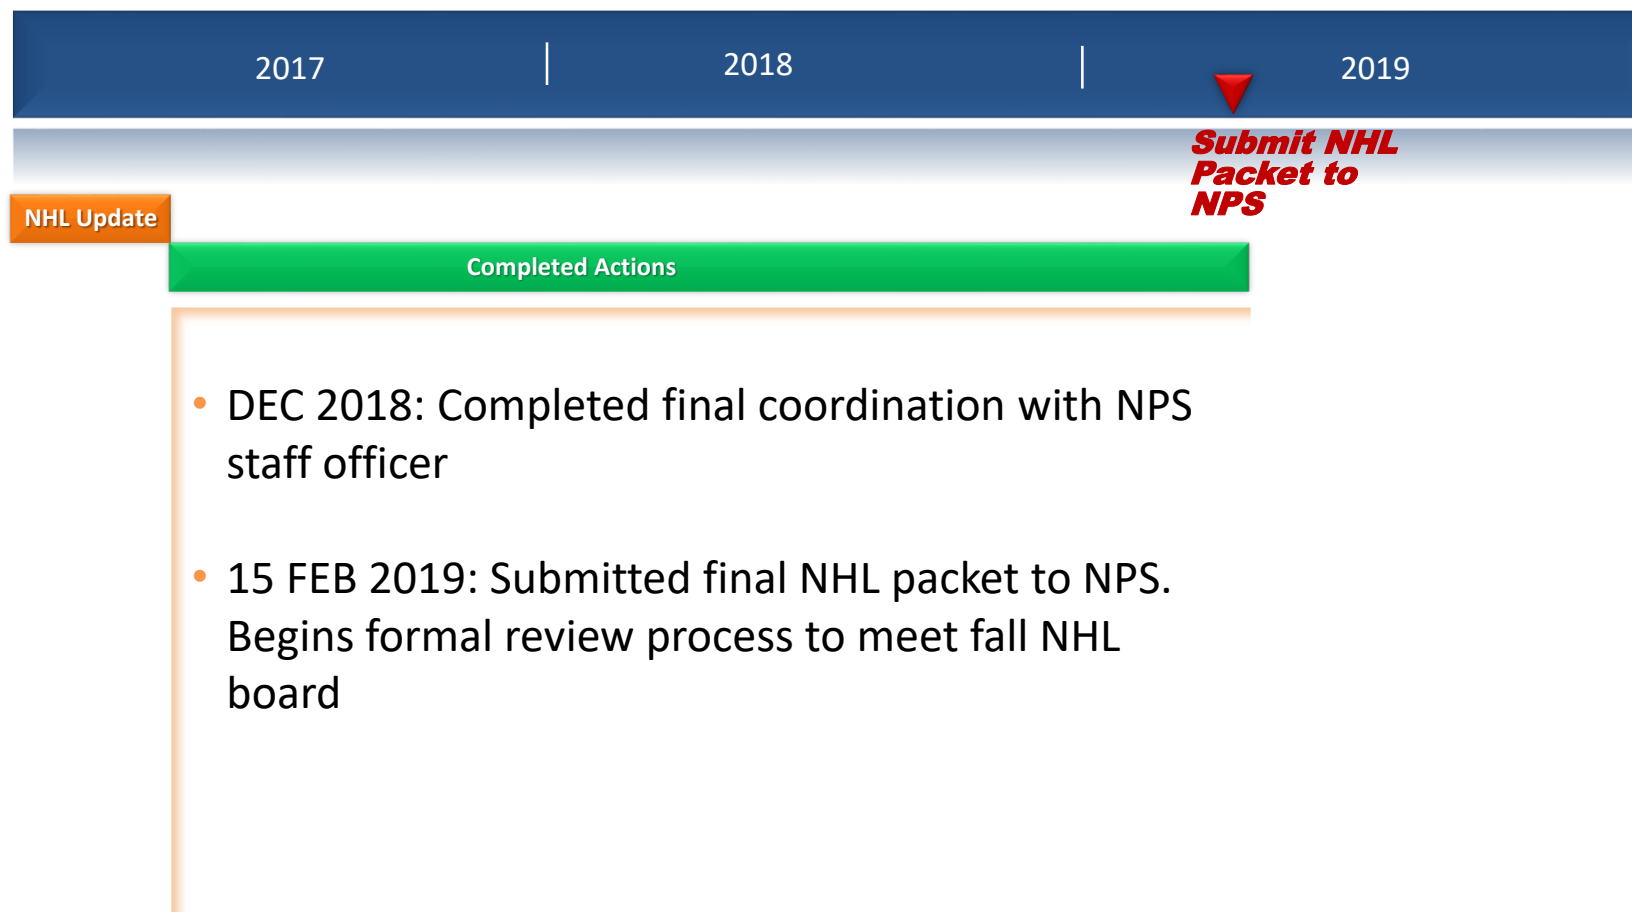 2017
2018
2019
Submit NHL
Packet to
NPS
NHL Update
Completed Actions
• DEC 2018: Completed final coordination with NPS
staff officer
• 15 FEB 2019: Submitted final NHL packet to NPS.
Begins formal review process to meet fall NHL
board